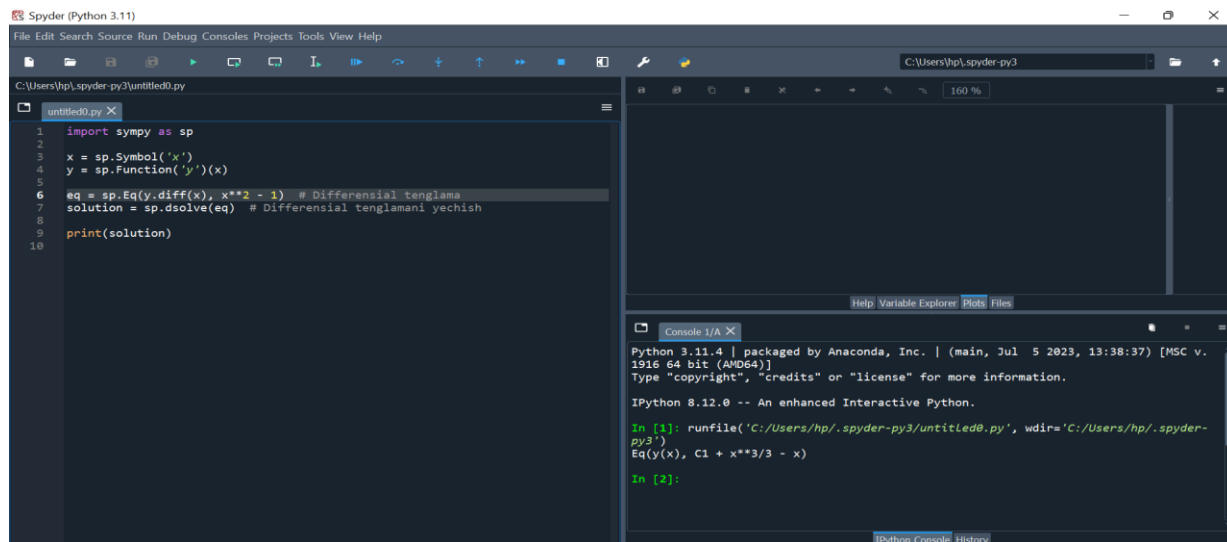 Spyder (Python 3.11)
File Edit Search Source Run Debug Consoles Projects Tools View Help
C:\Users\hp\.spyder-py3
C:\Users\hp\.spyder-py3\untitled0.py
untitled0.py
1 import sympy as sp
2
3 x = sp.Symbol('x')
4 y = sp.Function('y')(x)
5
6 eq = sp.Eq(y.diff(x), x**2 - 1)  # Differensial tenglama
7 solution = sp.dsolve(eq)  # Differensial tenglamani yechish
8
9 print(solution)
10
160 %
Help Variable Explorer Plots Files
Console 1/A
Python 3.11.4 | packaged by Anaconda, Inc. | (main, Jul  5 2023, 13:38:37) [MSC v.
1916 64 bit (AMD64)]
Type "copyright", "credits" or "license" for more information.
IPython 8.12.0 -- An enhanced Interactive Python.
In [1]: runfile('C:/Users/hp/.spyder-py3/untitled0.py', wdir='C:/Users/hp/.spyder-
py3')
Eq(y(x), C1 + x**3/3 - x)
In [2]:
IPython Console History